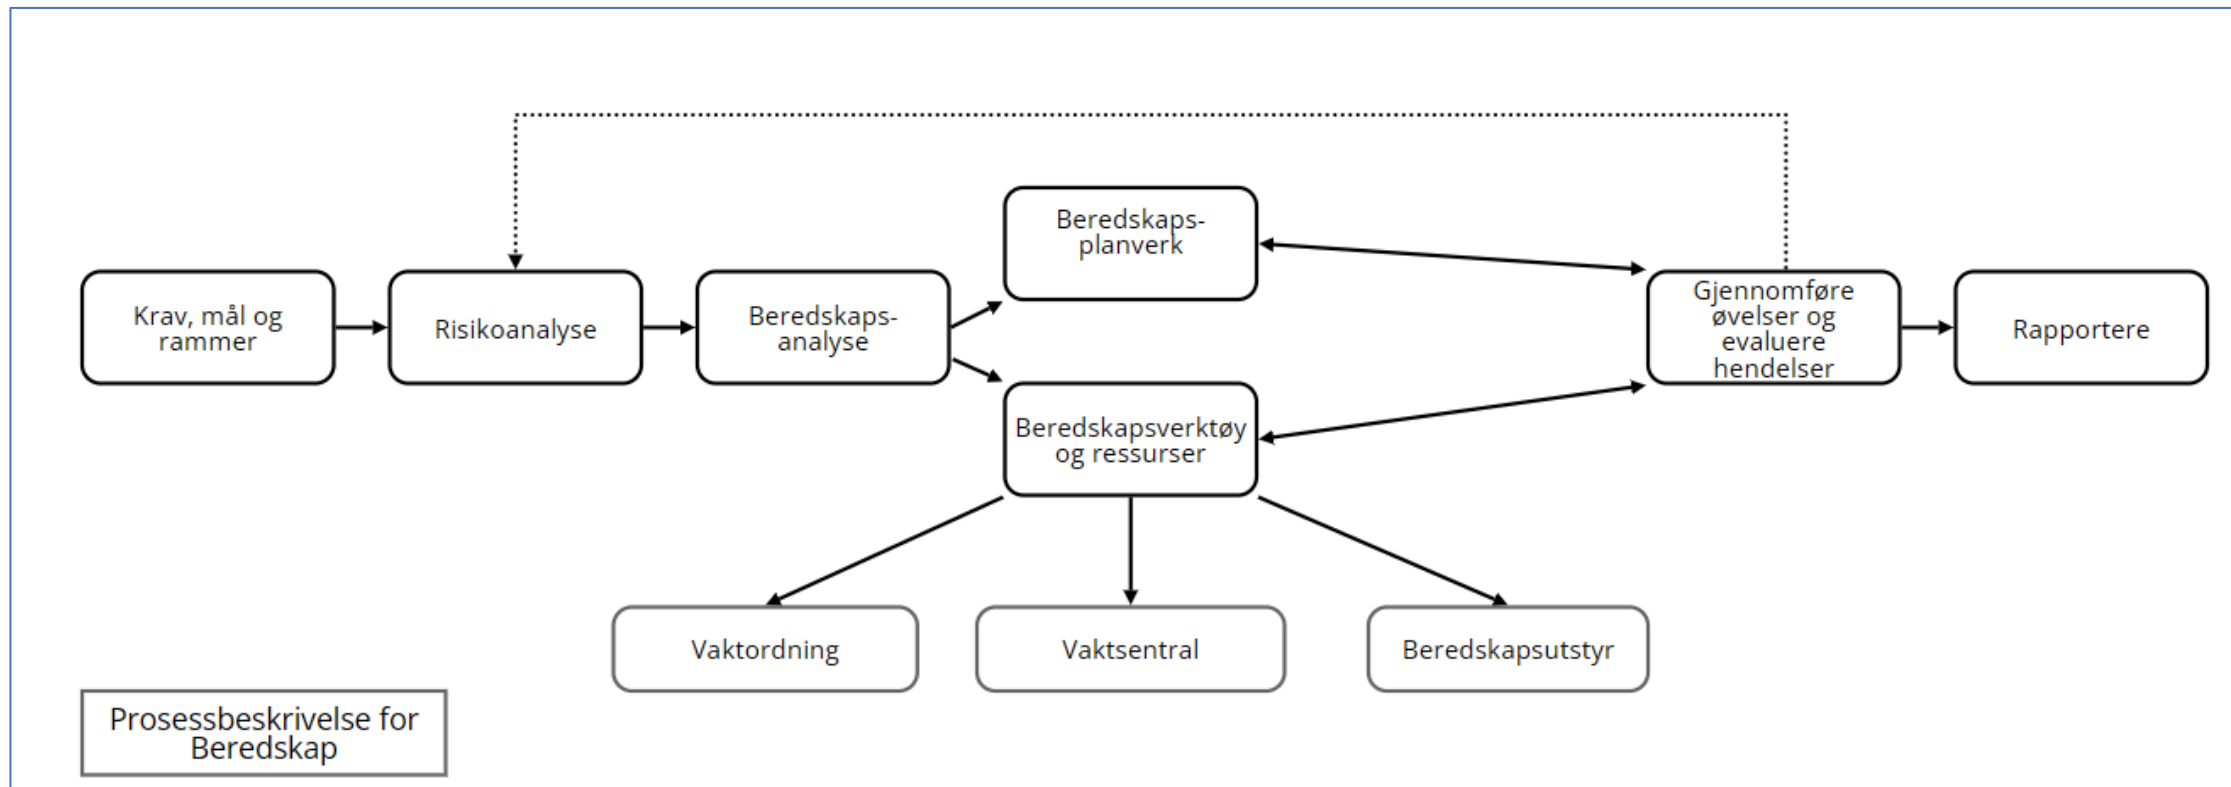 Krav, mål og
rammer
Risikoanalyse
Beredskaps-
analyse
Beredskaps-
planverk
Beredskapsverktøy
og ressurser
Gjennomføre
øvelser og
evaluere
hendelser
Rapportere
Vaktordning
Vaktsentral
Beredskapsutstyr
Prosessbeskrivelse for
Beredskap